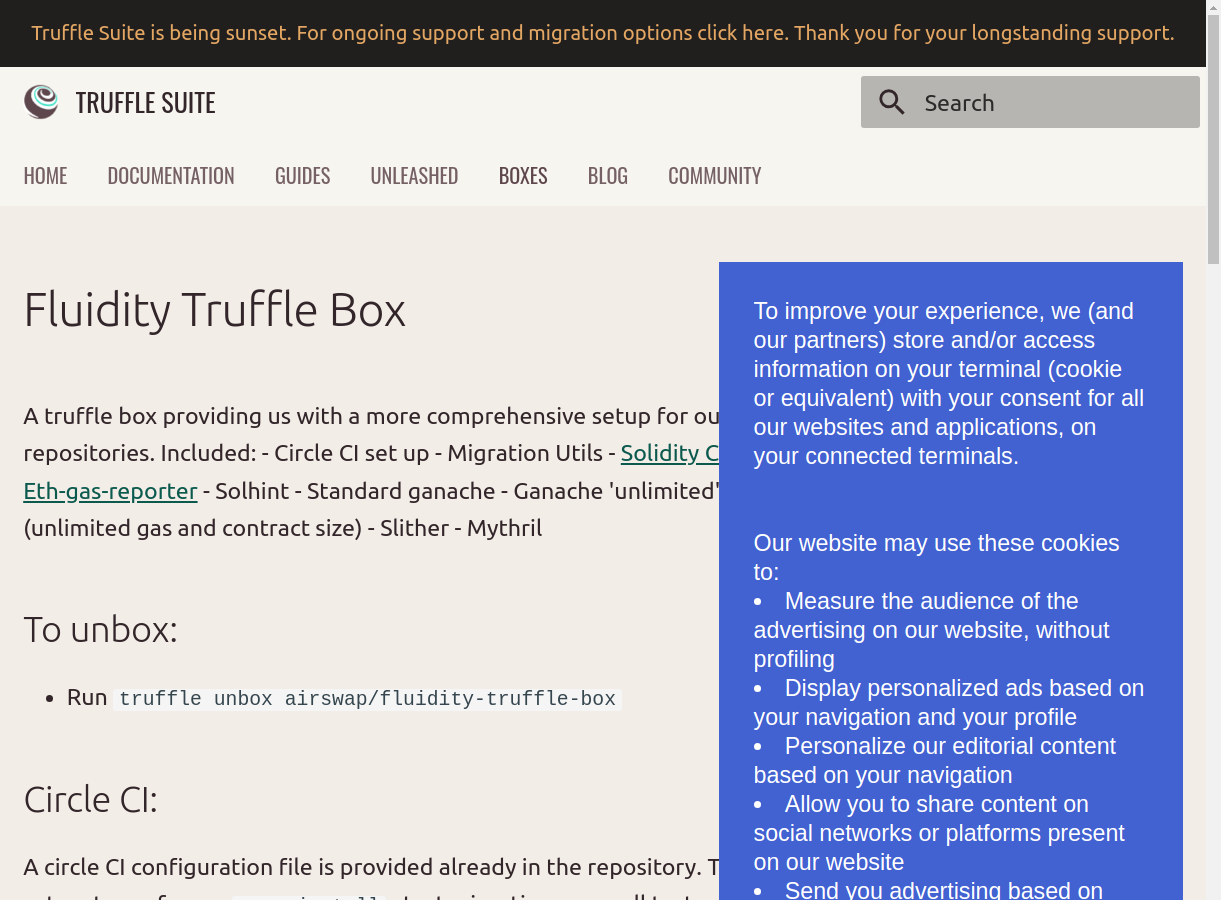 Truffle Suite is being sunset. For ongoing support and migration options click here. Thank you for your longstanding support.
TRUFFLE SUITE
Search
HOME
DOCUMENTATION
GUIDES
UNLEASHED
BOXES
BLOG
COMMUNITY
Fluidity Truffle Box
A truffle box providing us with a more comprehensive setup for
repositories. Included: - Circle CI set up - Migration Utils - Solidity
Eth-gas-reporter - Solhint - Standard ganache - Ganache 'unlimited'
(unlimited gas and contract size) - Slither - Mythril
To unbox:
• Run truffle unbox airswap/fluidity-truffle-box
Circle CI:
A circle CI configuration file is provided already in the repository.
To improve your experience, we (and
our partners) store and/or access
information on your terminal (cookie
or equivalent) with your consent for all
our websites and applications, on
your connected terminals.
Our website may use these cookies
to:
• Measure the audience of the
advertising on our website, without
profiling
• Display personalized ads based on
your navigation and your profile
• Personalize our editorial content
based on your navigation
• Allow you to share content on
social networks or platforms present
on our website
• Send you advertising based on